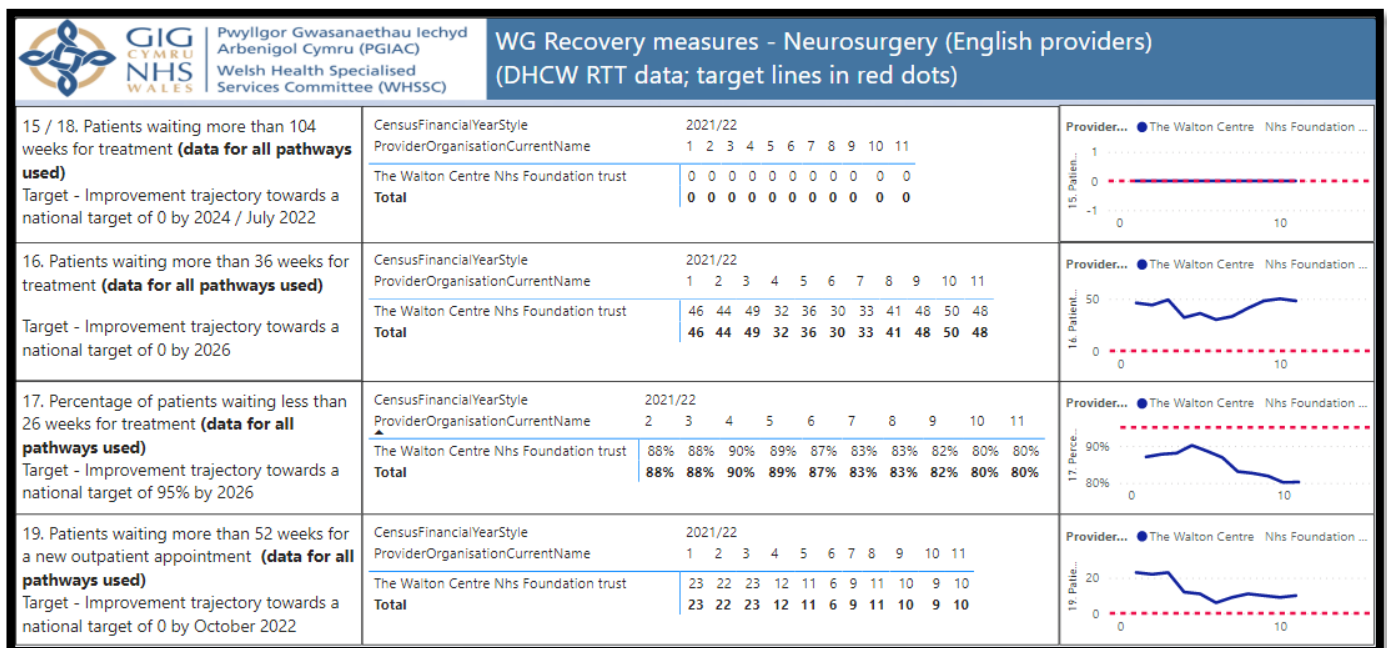 GIG
CYMRU
NHS
WALES
Pwyllgor Gwasanaethau Iechyd
Arbenigol Cymru (PGIAC)
Welsh Health Specialised
Services Committee (WHSSC)
WG Recovery measures - Neurosurgery (English providers)
(DHCW RTT data; target lines in red dots)
15 / 18. Patients waiting more than 104
weeks for treatment (data for all pathways
used)
Target - Improvement trajectory towards a
national target of 0 by 2024 / July 2022
CensusFinancialYearStyle 2021/22
ProviderOrganisationCurrentName 1 2 3 4 5 6 7 8 9 10 11
The Walton Centre Nhs Foundation trust 0 0 0 0 0 0 0 0 0 0 0
Total 0 0 0 0 0 0 0 0 0 0 0
Provider... The Walton Centre Nhs Foundation ...
15. Patien...
1
0
-1
0 10
16. Patients waiting more than 36 weeks for
treatment (data for all pathways used)
Target - Improvement trajectory towards a
national target of 0 by 2026
CensusFinancialYearStyle 2021/22
ProviderOrganisationCurrentName 1 2 3 4 5 6 7 8 9 10 11
The Walton Centre Nhs Foundation trust 46 44 49 32 36 30 33 41 48 50 48
Total 46 44 49 32 36 30 33 41 48 50 48
Provider... The Walton Centre Nhs Foundation ...
16. Patient...
50
0
0 10
17. Percentage of patients waiting less than
26 weeks for treatment (data for all
pathways used)
Target - Improvement trajectory towards a
national target of 95% by 2026
CensusFinancialYearStyle 2021/22
ProviderOrganisationCurrentName 2 3 4 5 6 7 8 9 10 11
The Walton Centre Nhs Foundation trust 88% 88% 90% 89% 87% 83% 83% 82% 80% 80%
Total 88% 88% 90% 89% 87% 83% 83% 82% 80% 80%
Provider... The Walton Centre Nhs Foundation ...
17. Perce...
90%
80%
0 10
19. Patients waiting more than 52 weeks for
a new outpatient appointment (data for all
pathways used)
Target - Improvement trajectory towards a
national target of 0 by October 2022
CensusFinancialYearStyle 2021/22
ProviderOrganisationCurrentName 1 2 3 4 5 6 7 8 9 10 11
The Walton Centre Nhs Foundation trust 23 22 23 12 11 6 9 11 10 9 10
Total 23 22 23 12 11 6 9 11 10 9 10
Provider... The Walton Centre Nhs Foundation ...
19. Patie...
20
0
0 10